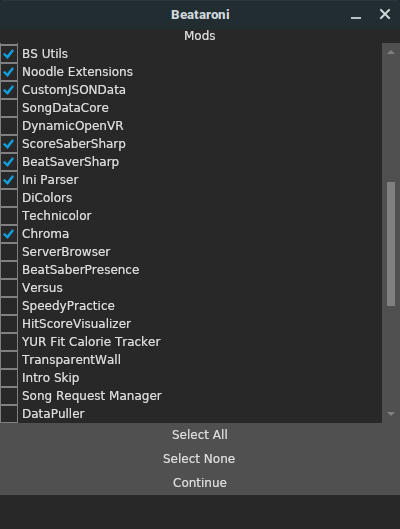 Beataroni
Mods
BS Utils
Noodle Extensions
CustomJSONData
SongDataCore
DynamicOpenVR
ScoreSaberSharp
BeatSaverSharp
Ini Parser
DiColors
Technicolor
Chroma
ServerBrowser
BeatSaberPresence
Versus
SpeedyPractice
HitScoreVisualizer
YUR Fit Calorie Tracker
TransparentWall
Intro Skip
Song Request Manager
DataPuller
Select All
Select None
Continue